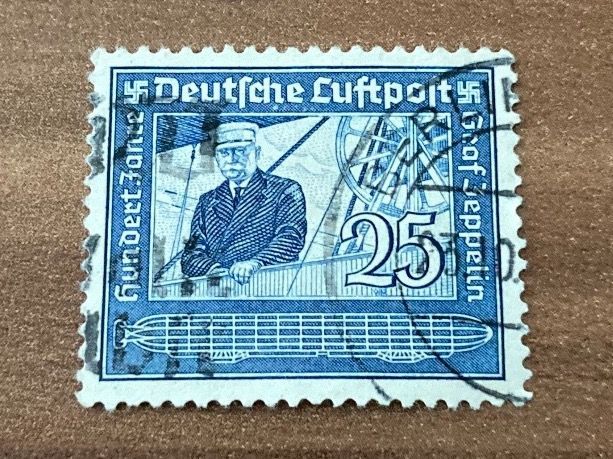 Deutsche Luftpost
Hundert Jahre
Graf Zeppelin
25